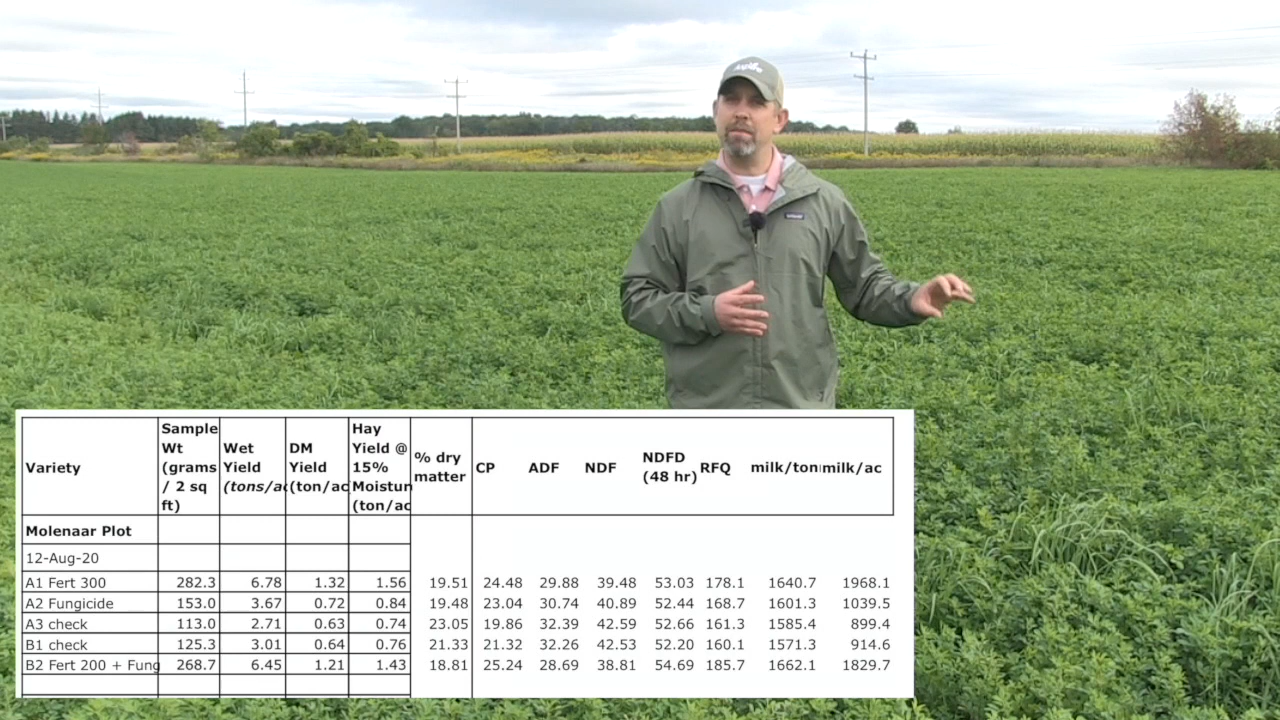 Aspire
patagonia
Variety Sample Wt (grams / 2 sq ft) Wet Yield (tons/ac DM Yield (ton/ac Hay Yield @ 15% Moistur (ton/ac % dry matter CP ADF NDF NDFD (48 hr) RFQ milk/ton milk/ac
Molenaar Plot
12-Aug-20
A1 Fert 300 282.3 6.78 1.32 1.56 19.51 24.48 29.88 39.48 53.03 178.1 1640.7 1968.1
A2 Fungicide 153.0 3.67 0.72 0.84 19.48 23.04 30.74 40.89 52.44 168.7 1601.3 1039.5
A3 check 113.0 2.71 0.63 0.74 23.05 19.86 32.39 42.59 52.66 161.3 1585.4 899.4
B1 check 125.3 3.01 0.64 0.76 21.33 21.32 32.26 42.53 52.20 160.1 1571.3 914.6
B2 Fert 200 + Fung 268.7 6.45 1.21 1.43 18.81 25.24 28.69 38.81 54.69 185.7 1662.1 1829.7